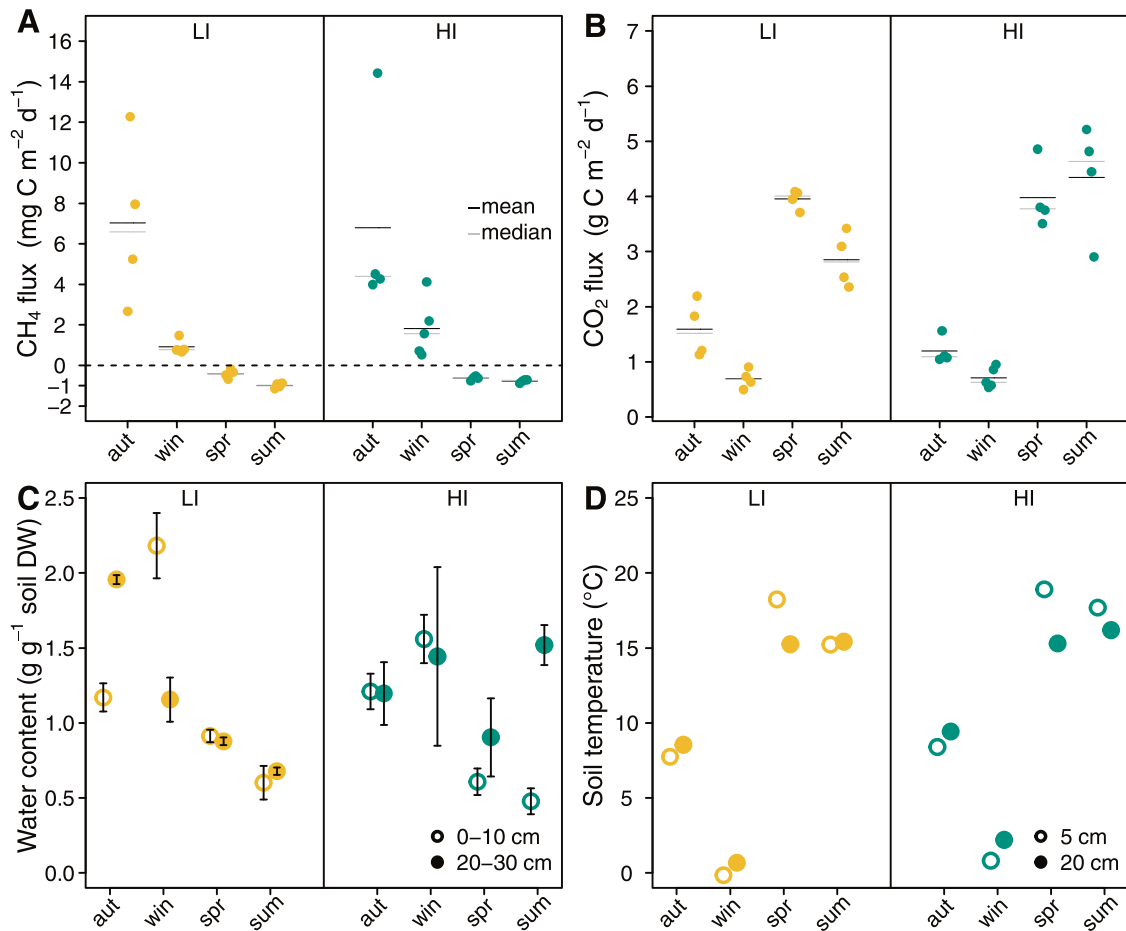 A
LI
HI
CH₄ flux (mg C m⁻² d⁻¹)
16
14
12
10
8
6
4
2
0
−1
−2
mean
median
aut
win
spr
sum
aut
win
spr
sum
B
LI
HI
CO₂ flux (g C m⁻² d⁻¹)
7
6
5
4
3
2
1
0
aut
win
spr
sum
aut
win
spr
sum
C
LI
HI
Water content (g g⁻¹ soil DW)
2.5
2.0
1.5
1.0
0.5
0.0
0−10 cm
20−30 cm
aut
win
spr
sum
aut
win
spr
sum
D
LI
HI
Soil temperature (°C)
25
20
15
10
5
0
5 cm
20 cm
aut
win
spr
sum
aut
win
spr
sum